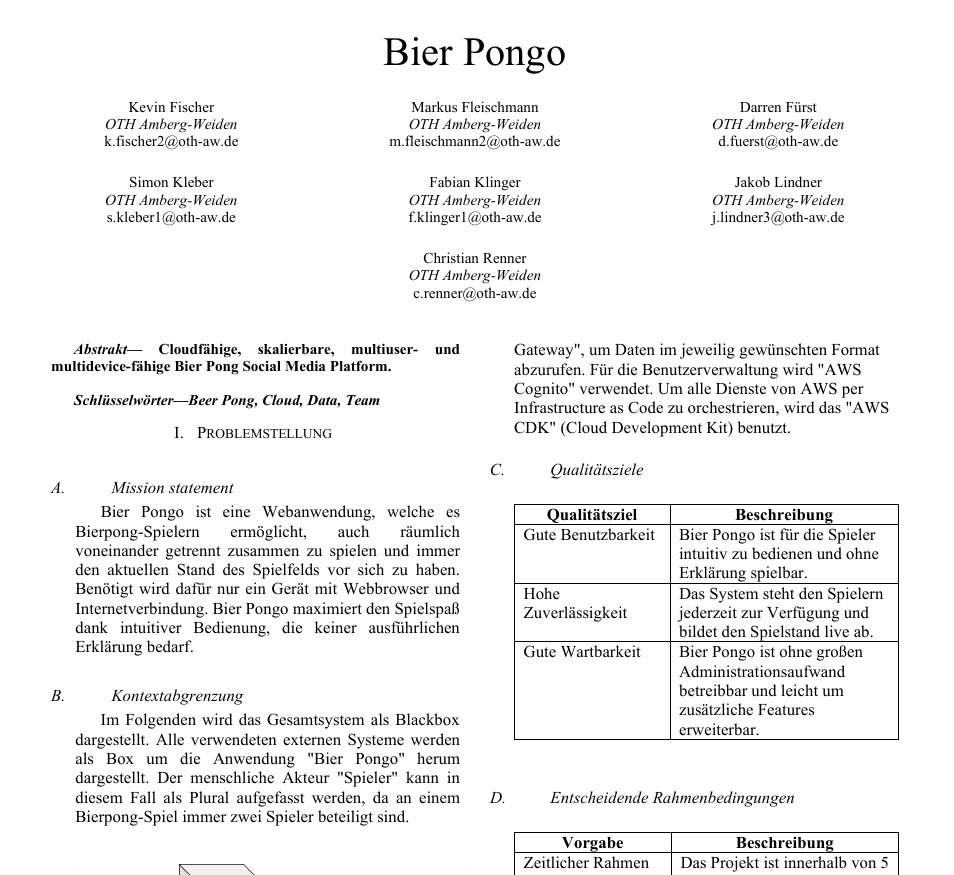 Bier Pongo
Kevin Fischer
OTH Amberg-Weiden
k.fischer2@oth-aw.de
Markus Fleischmann
OTH Amberg-Weiden
m.fleischmann2@oth-aw.de
Darren Fürst
OTH Amberg-Weiden
d.fuerst@oth-aw.de
Simon Kleber
OTH Amberg-Weiden
s.kleber1@oth-aw.de
Fabian Klinger
OTH Amberg-Weiden
f.klinger1@oth-aw.de
Jakob Lindner
OTH Amberg-Weiden
j.lindner3@oth-aw.de
Christian Renner
OTH Amberg-Weiden
c.renner@oth-aw.de
Abstrakt— Cloudfähige, skalierbare, multiuser- und
multidevice-fähige Bier Pong Social Media Platform.
Schlüsselwörter—Beer Pong, Cloud, Data, Team
I. PROBLEMSTELLUNG
A. Mission statement
Bier Pongo ist eine Webanwendung, welche es
Bierpong-Spielern ermöglicht, auch räumlich
voneinander getrennt zusammen zu spielen und immer
den aktuellen Stand des Spielfelds vor sich zu haben.
Benötigt wird dafür nur ein Gerät mit Webbrowser und
Internetverbindung. Bier Pongo maximiert den Spielspaß
dank intuitiver Bedienung, die keiner ausführlichen
Erklärung bedarf.
B. Kontextabgrenzung
Im Folgenden wird das Gesamtsystem als Blackbox
dargestellt. Alle verwendeten externen Systeme werden
als Box um die Anwendung "Bier Pongo" herum
dargestellt. Der menschliche Akteur "Spieler" kann in
diesem Fall als Plural aufgefasst werden, da an einem
Bierpong-Spiel immer zwei Spieler beteiligt sind.
Gateway", um Daten im jeweilig gewünschten Format
abzurufen. Für die Benutzerverwaltung wird "AWS
Cognito" verwendet. Um alle Dienste von AWS per
Infrastructure as Code zu orchestrieren, wird das "AWS
CDK" (Cloud Development Kit) benutzt.
C. Qualitätsziele
Qualitätsziel Beschreibung
Gute Benutzbarkeit Bier Pongo ist für die Spieler
intuitiv zu bedienen und ohne
Erklärung spielbar.
Hohe Das System steht den Spielern
Zuverlässigkeit jederzeit zur Verfügung und
bildet den Spielstand live ab.
Gute Wartbarkeit Bier Pongo ist ohne großen
Administrationsaufwand
betreibbar und leicht um
zusätzliche Features
erweiterbar.
D. Entscheidende Rahmenbedingungen
Vorgabe Beschreibung
Zeitlicher Rahmen Das Projekt ist innerhalb von 5